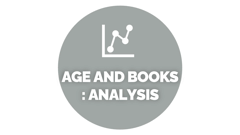 AGE AND BOOKS
: ANALYSIS